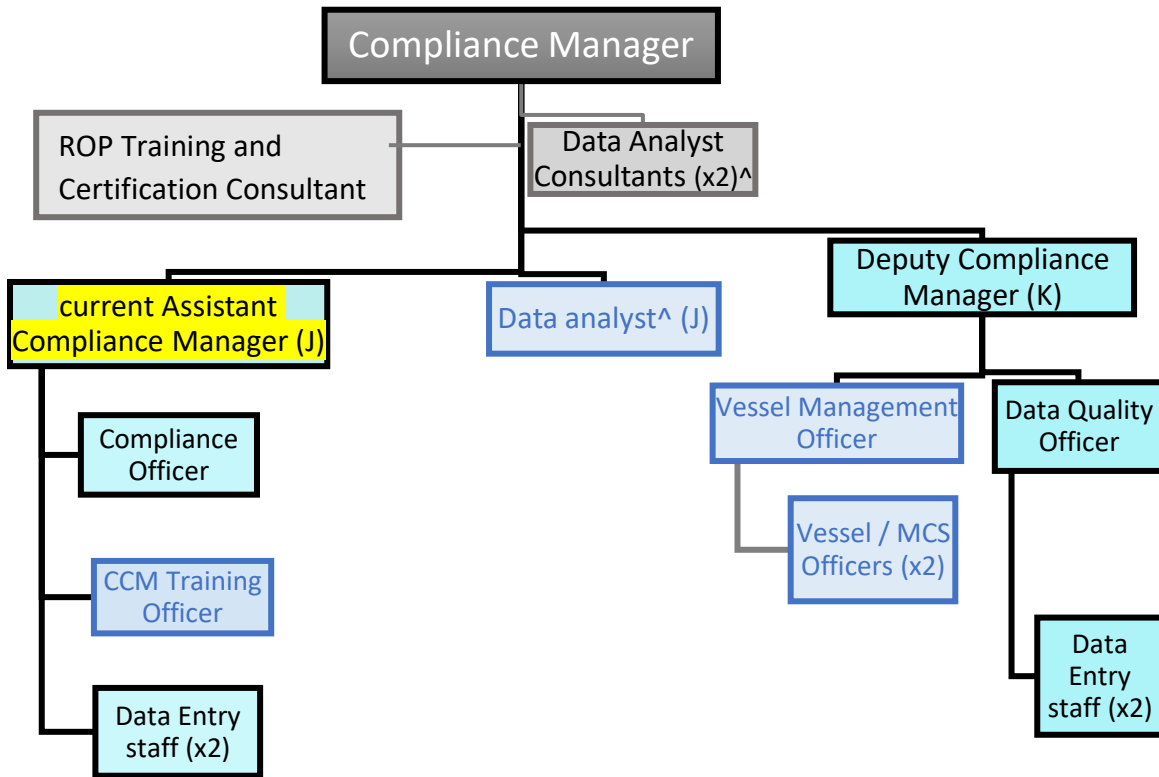 Compliance Manager
ROP Training and
Certification Consultant
Data Analyst
Consultants (x2)^
current Assistant
Compliance Manager (J)
Data analyst^ (J)
Deputy Compliance
Manager (K)
Compliance
Officer
CCM Training
Officer
Data Entry
staff (x2)
Vessel Management
Officer
Vessel / MCS
Officers (x2)
Data Quality
Officer
Data
Entry
staff (x2)